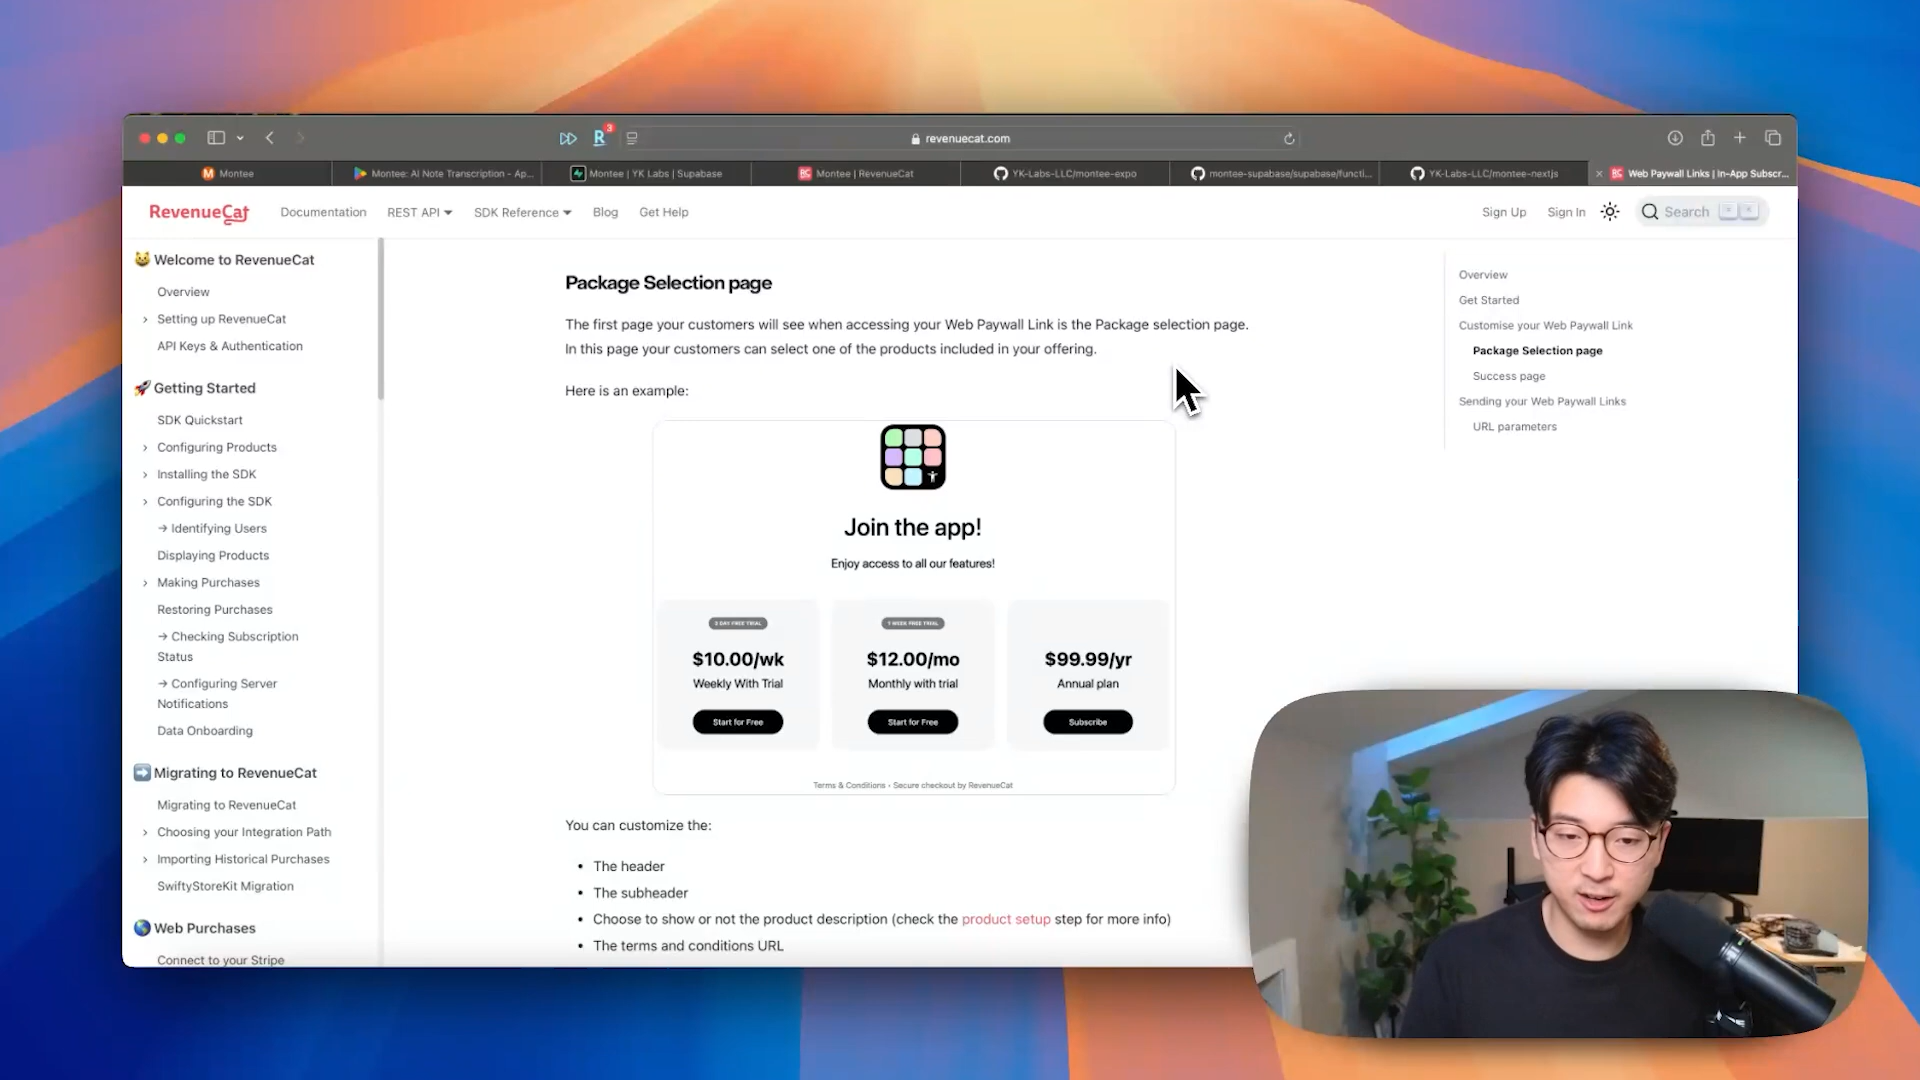 3
revenuecat.com
Montee
Montee: AI Note Transcription - Ap...
Montee | YK Labs | Supabase
Montee | RevenueCat
YK-Labs-LLC/montee-expo
montee-supabase/supabase/functi...
YK-Labs-LLC/montee-nextjs
Web Paywall Links | In-App Subscr...
RevenueCat
Documentation
REST API
SDK Reference
Blog
Get Help
Sign Up
Sign In
Search
Welcome to RevenueCat
Overview
Setting up RevenueCat
API Keys & Authentication
Getting Started
SDK Quickstart
Configuring Products
Installing the SDK
Configuring the SDK
→ Identifying Users
Displaying Products
Making Purchases
Restoring Purchases
→ Checking Subscription
Status
→ Configuring Server
Notifications
Data Onboarding
Migrating to RevenueCat
Migrating to RevenueCat
Choosing your Integration Path
Importing Historical Purchases
SwiftyStoreKit Migration
Web Purchases
Connect to your Stripe
Package Selection page
The first page your customers will see when accessing your Web Paywall Link is the Package selection page.
In this page your customers can select one of the products included in your offering.
Here is an example:
Join the app!
Enjoy access to all our features!
3 DAY FREE TRIAL
$10.00/wk
Weekly With Trial
Start for Free
1 WEEK FREE TRIAL
$12.00/mo
Monthly with trial
Start for Free
$99.99/yr
Annual plan
Subscribe
Terms & Conditions • Secure checkout by RevenueCat
You can customize the:
• The header
• The subheader
• Choose to show or not the product description (check the product setup step for more info)
• The terms and conditions URL
Overview
Get Started
Customise your Web Paywall Link
Package Selection page
Success page
Sending your Web Paywall Links
URL parameters